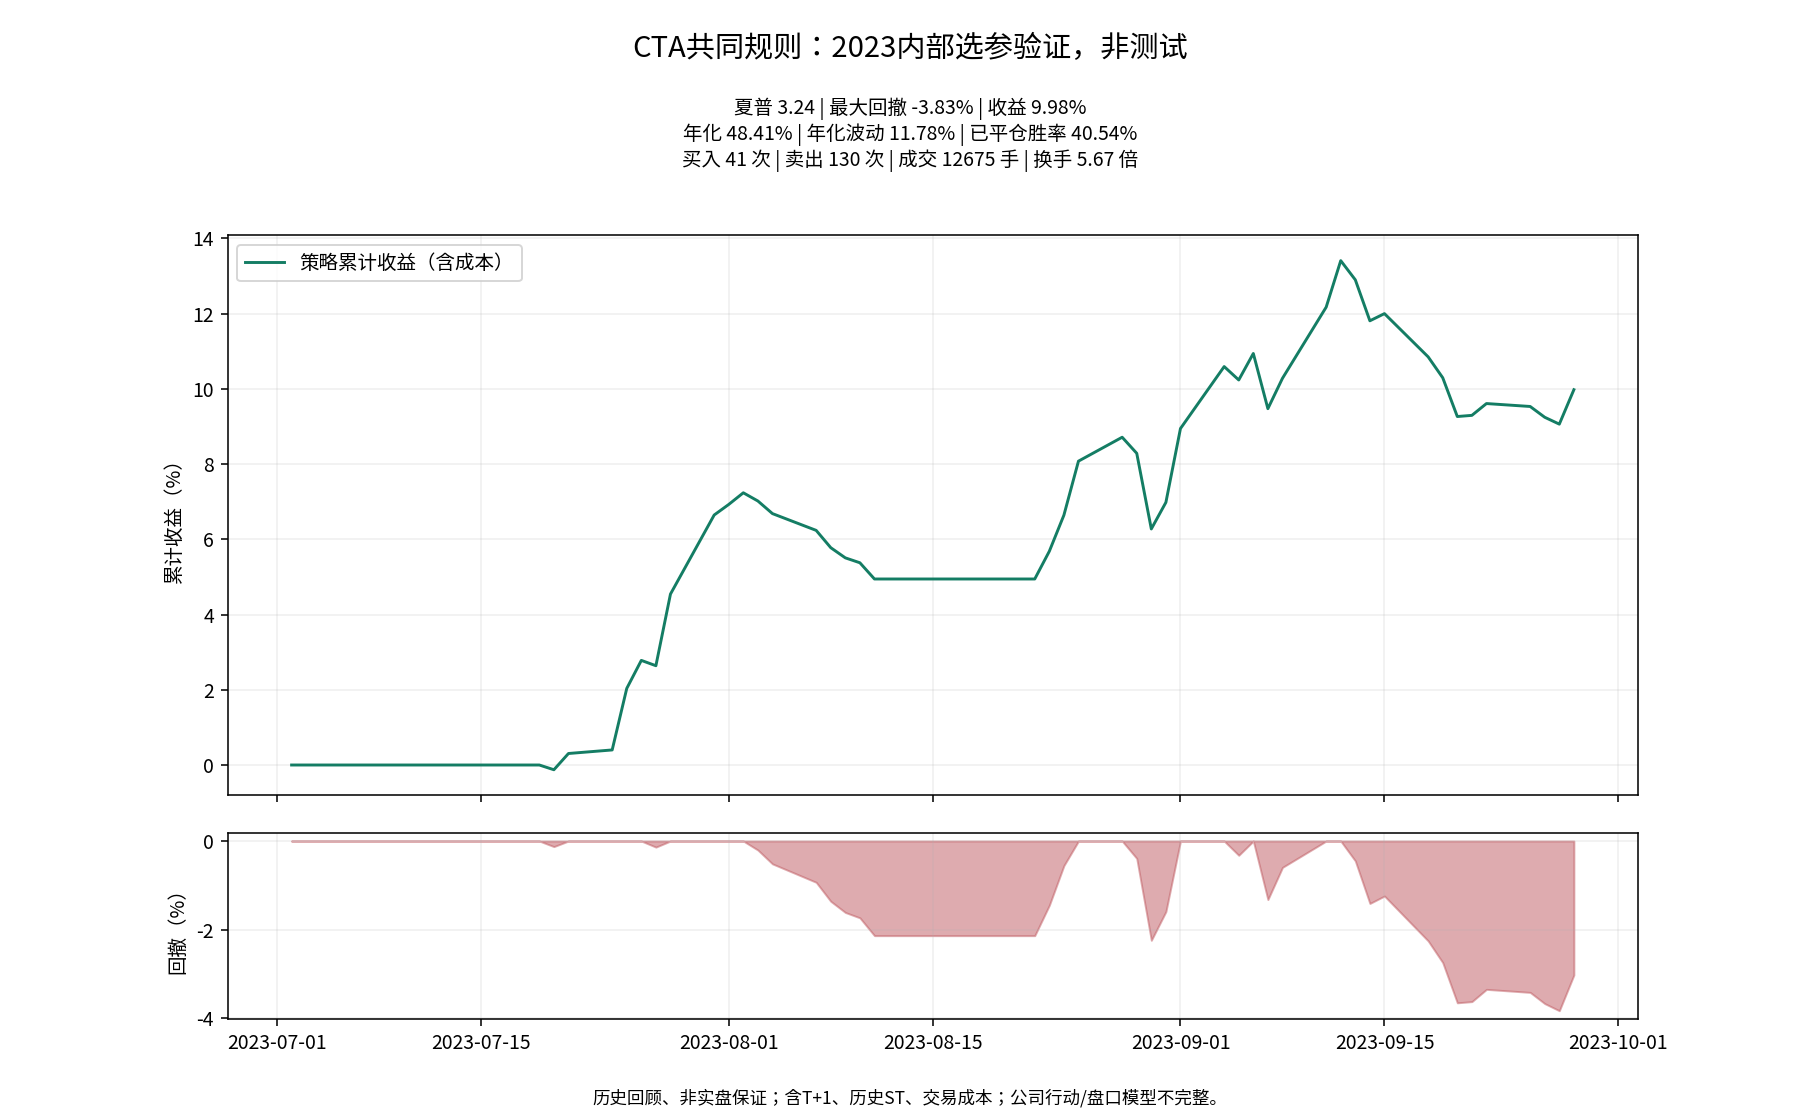 CTA共同规则：2023内部选参验证，非测试
夏普 3.24 | 最大回撤 -3.83% | 收益 9.98%
年化 48.41% | 年化波动 11.78% | 已平仓胜率 40.54%
买入 41 次 | 卖出 130 次 | 成交 12675 手 | 换手 5.67 倍
策略累计收益（含成本）
累计收益（%）
14
12
10
8
6
4
2
0
回撤（%）
0
-2
-4
2023-07-01
2023-07-15
2023-08-01
2023-08-15
2023-09-01
2023-09-15
2023-10-01
历史回顾、非实盘保证；含T+1、历史ST、交易成本；公司行动/盘口模型不完整。